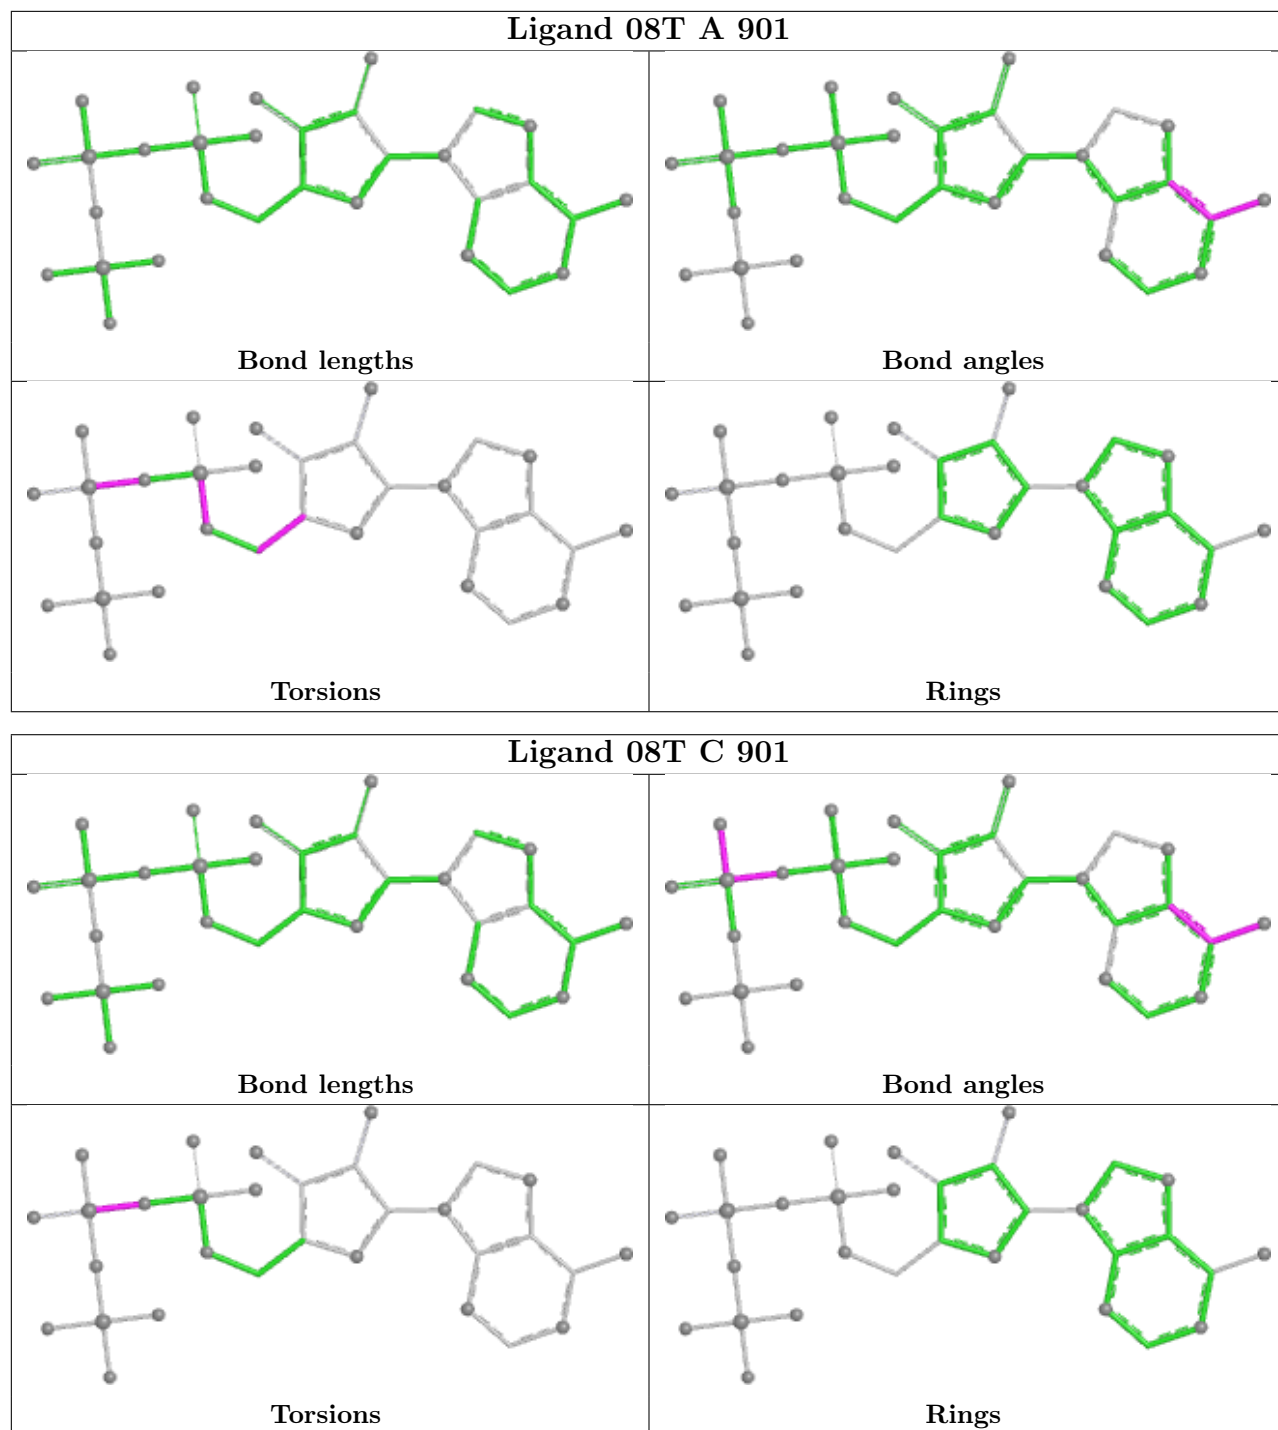 Ligand 08T A 901
Bond lengths
Bond angles
Torsions
Rings
Ligand 08T C 901
Bond lengths
Bond angles
Torsions
Rings